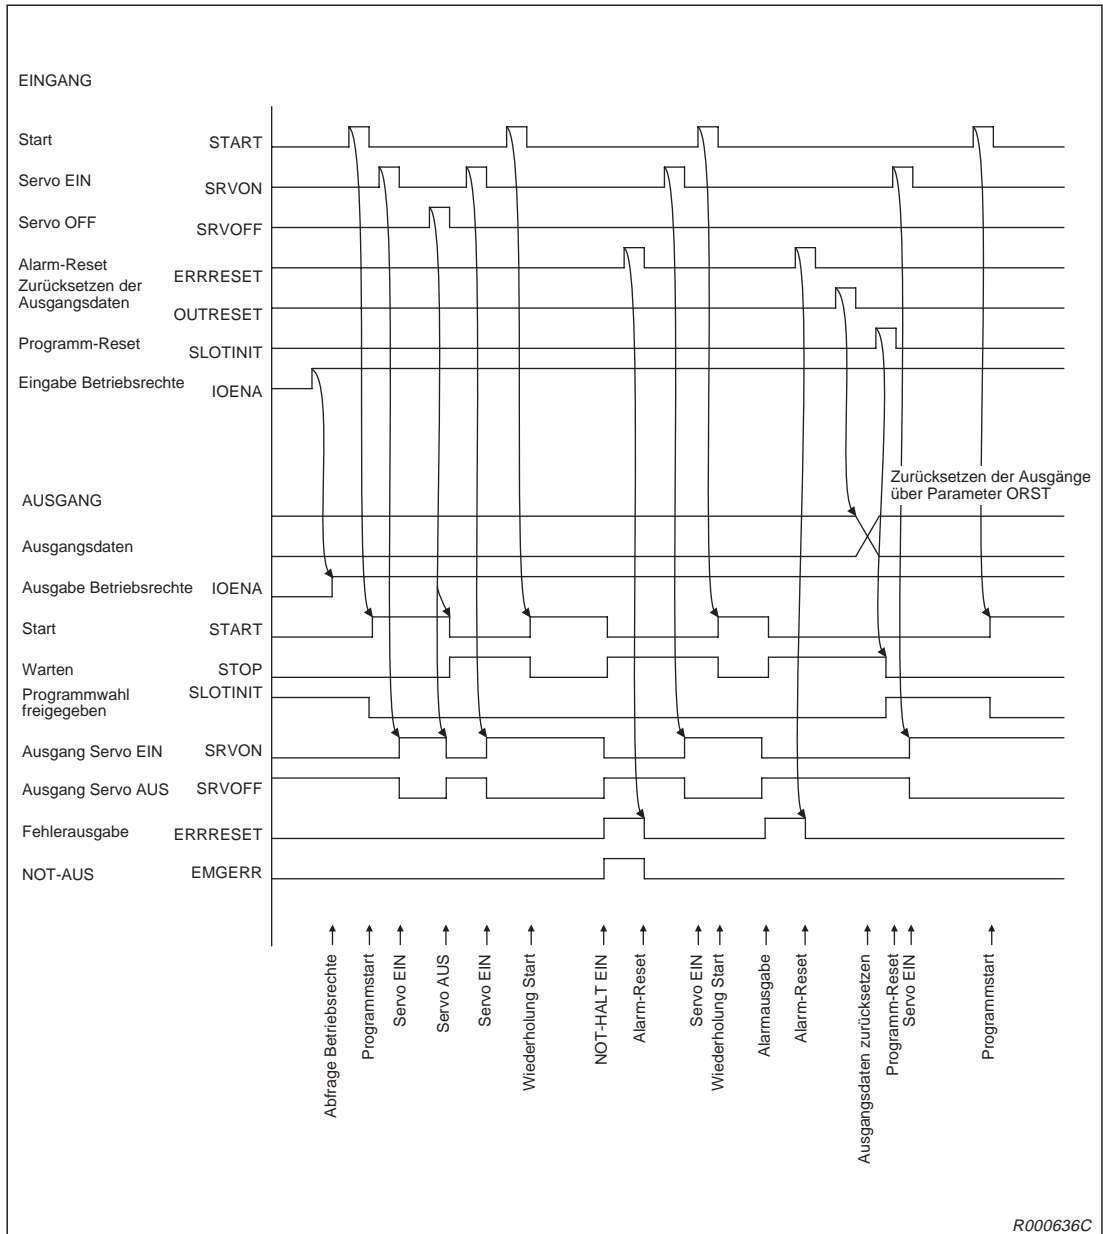 EINGANG
Start START
Servo EIN SRVON
Servo OFF SRVOFF
Alarm-Reset ERRRESET
Zurücksetzen der
Ausgangsdaten OUTRESET
Programm-Reset SLOTINIT
Eingabe Betriebsrechte IOENA
Zurücksetzen der Ausgänge
über Parameter ORST
AUSGANG
Ausgangsdaten
Ausgabe Betriebsrechte IOENA
Start START
Warten STOP
Programmwahl SLOTINIT
freigegeben
Ausgang Servo EIN SRVON
Ausgang Servo AUS SRVOFF
Fehlerausgabe ERRRESET
NOT-AUS EMGERR
Abfrage Betriebsrechte
Programmstart
Servo EIN
Servo AUS
Servo EIN
Wiederholung Start
NOT-HALT EIN
Alarm-Reset
Servo EIN
Wiederholung Start
Alarmausgabe
Alarm-Reset
Ausgangsdaten zurücksetzen
Programm-Reset
Servo EIN
Programmstart
R000636C